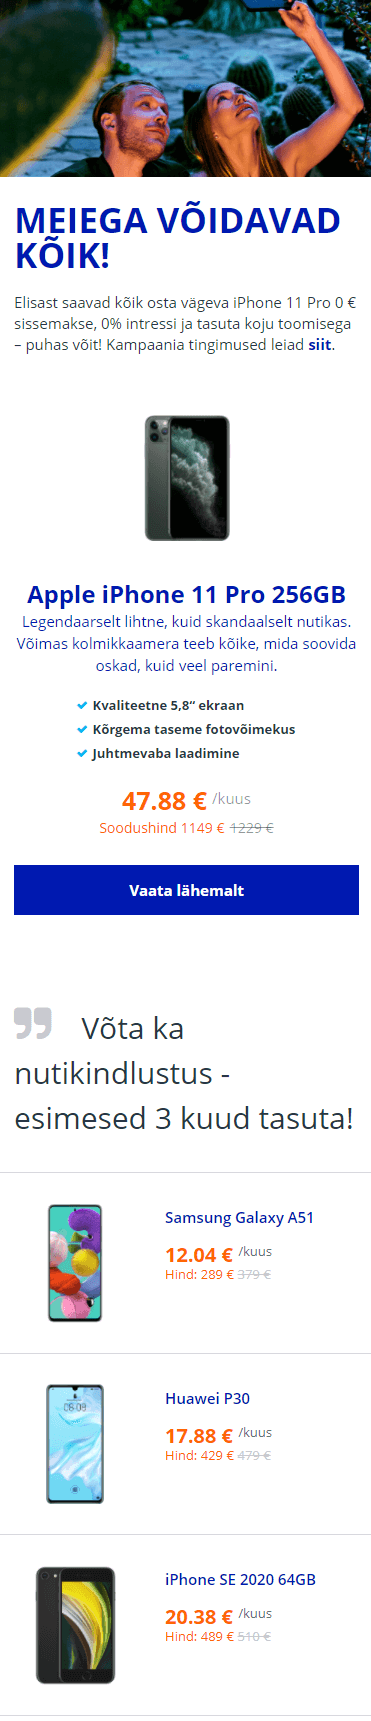 MEIEGA VÕIDAVAD
KÕIK!
Elisast saavad kõik osta vägeva iPhone 11 Pro 0 €
sissemakse, 0% intressi ja tasuta koju toomisega
– puhas võit! Kampaania tingimused leiad siit.
Apple iPhone 11 Pro 256GB
Legendaarselt lihtne, kuid skandaalselt nutikas.
Võimas kolmikkaamera teeb kõike, mida soovida
oskad, kuid veel paremini.
Kvaliteetne 5,8“ ekraan
Kõrgema taseme fotovõimekus
Juhtmevaba laadimine
47.88 € /kuus
Soodushind 1149 € 1229 €
Vaata lähemalt
Võta ka
nutikindlustus -
esimesed 3 kuud tasuta!
Samsung Galaxy A51
12.04 € /kuus
Hind: 289 € 379 €
Huawei P30
17.88 € /kuus
Hind: 429 € 479 €
iPhone SE 2020 64GB
20.38 € /kuus
Hind: 489 € 510 €